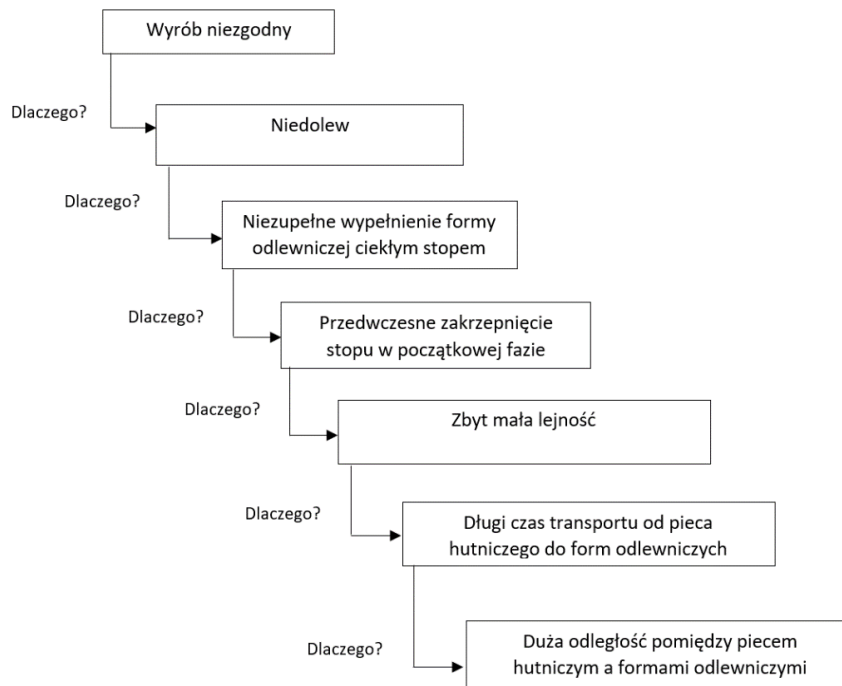 Wyrób niezgodny
Dlaczego?
Niedolew
Dlaczego?
Niezupełne wypełnienie formy
odlewniczej ciekłym stopem
Dlaczego?
Przedwczesne zakrzepnięcie
stopu w początkowej fazie
Dlaczego?
Zbyt mała lejność
Dlaczego?
Długi czas transportu od pieca
hutniczego do form odlewniczych
Dlaczego?
Duża odległość pomiędzy piecem
hutniczym a formami odlewniczymi